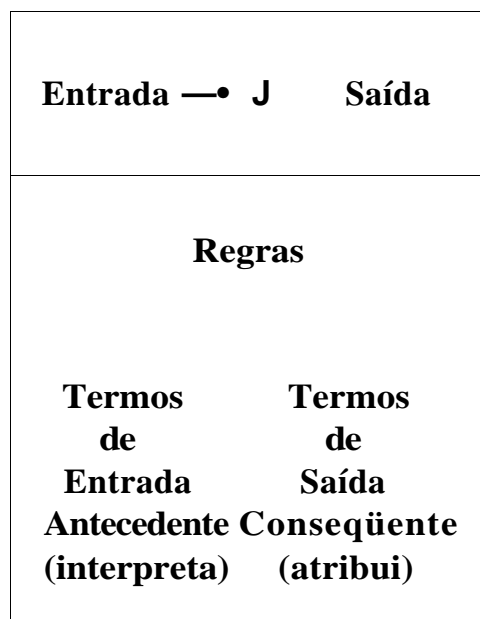 Entrada —• J Saída
Regras
Termos Termos
de de
Entrada Saída
Antecedente Conseqüente
(interpreta) (atribui)